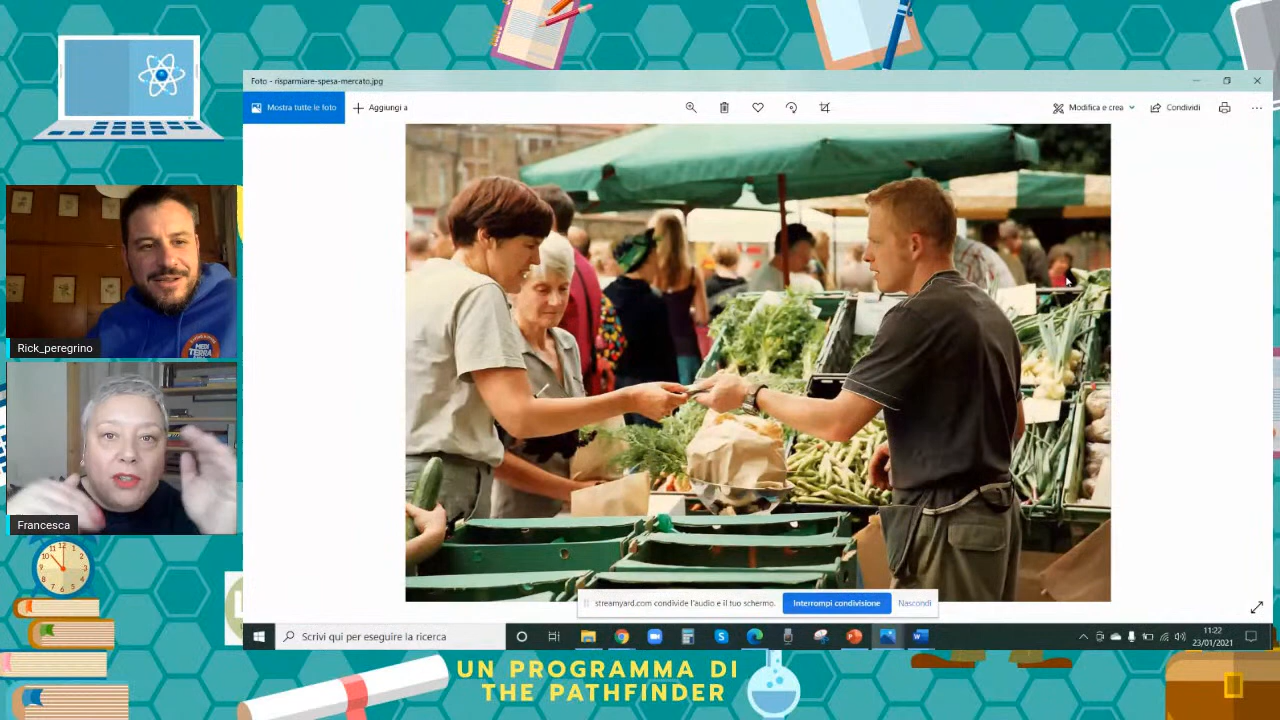 Foto - risparmiare-spesa-mercato.jpg
Mostra tutte le foto
Aggiungi a
Modifica e crea
Condividi
Rick_peregrino
Francesca
streamyard.com condivide l'audio e il tuo schermo.
Interrompi condivisione
Nascondi
Scrivi qui per eseguire la ricerca
11:22
23/01/2021
UN PROGRAMMA DI
THE PATHFINDER